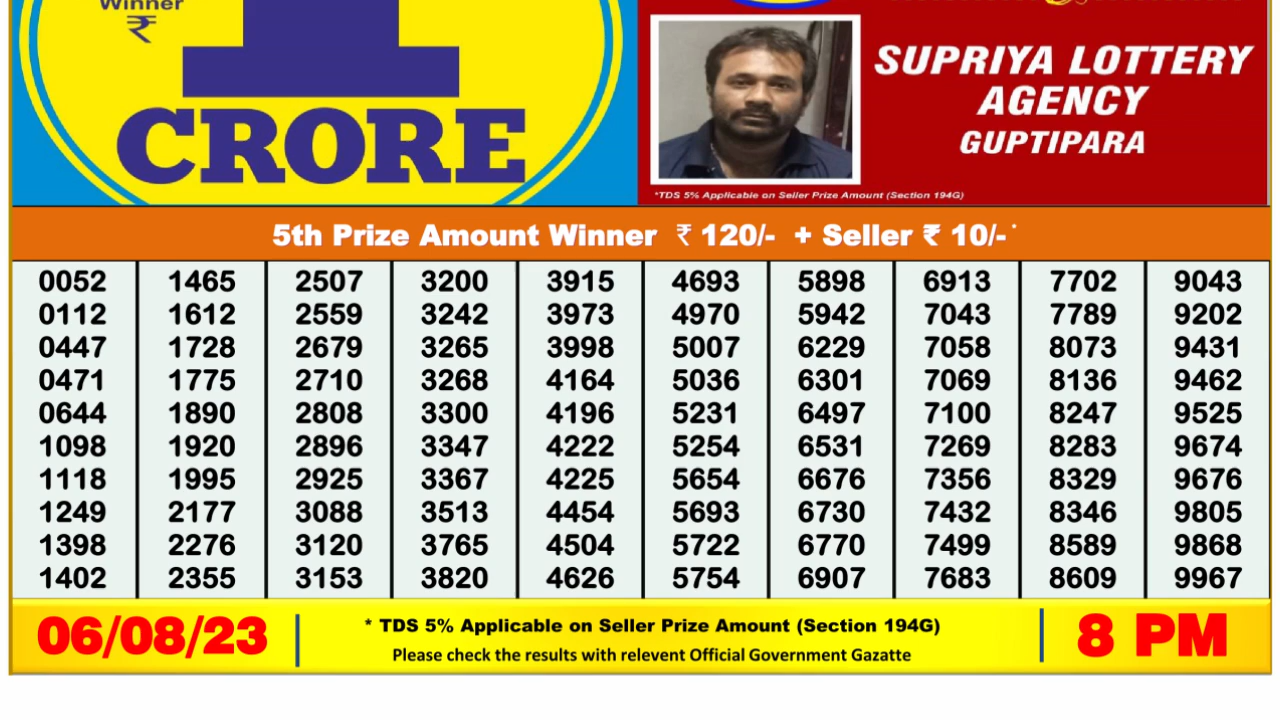 Winner
₹
1
CRORE
SUPRIYA LOTTERY
AGENCY
GUPTIPARA
*TDS 5% Applicable on Seller Prize Amount (Section 194G)
5th Prize Amount Winner ₹ 120/- + Seller ₹ 10/-*
0052 1465 2507 3200 3915 4693 5898 6913 7702 9043
0112 1612 2559 3242 3973 4970 5942 7043 7789 9202
0447 1728 2679 3265 3998 5007 6229 7058 8073 9431
0471 1775 2710 3268 4164 5036 6301 7069 8136 9462
0644 1890 2808 3300 4196 5231 6497 7100 8247 9525
1098 1920 2896 3347 4222 5254 6531 7269 8283 9674
1118 1995 2925 3367 4225 5654 6676 7356 8329 9676
1249 2177 3088 3513 4454 5693 6730 7432 8346 9805
1398 2276 3120 3765 4504 5722 6770 7499 8589 9868
1402 2355 3153 3820 4626 5754 6907 7683 8609 9967
06/08/23
* TDS 5% Applicable on Seller Prize Amount (Section 194G)
Please check the results with relevent Official Government Gazatte
8 PM